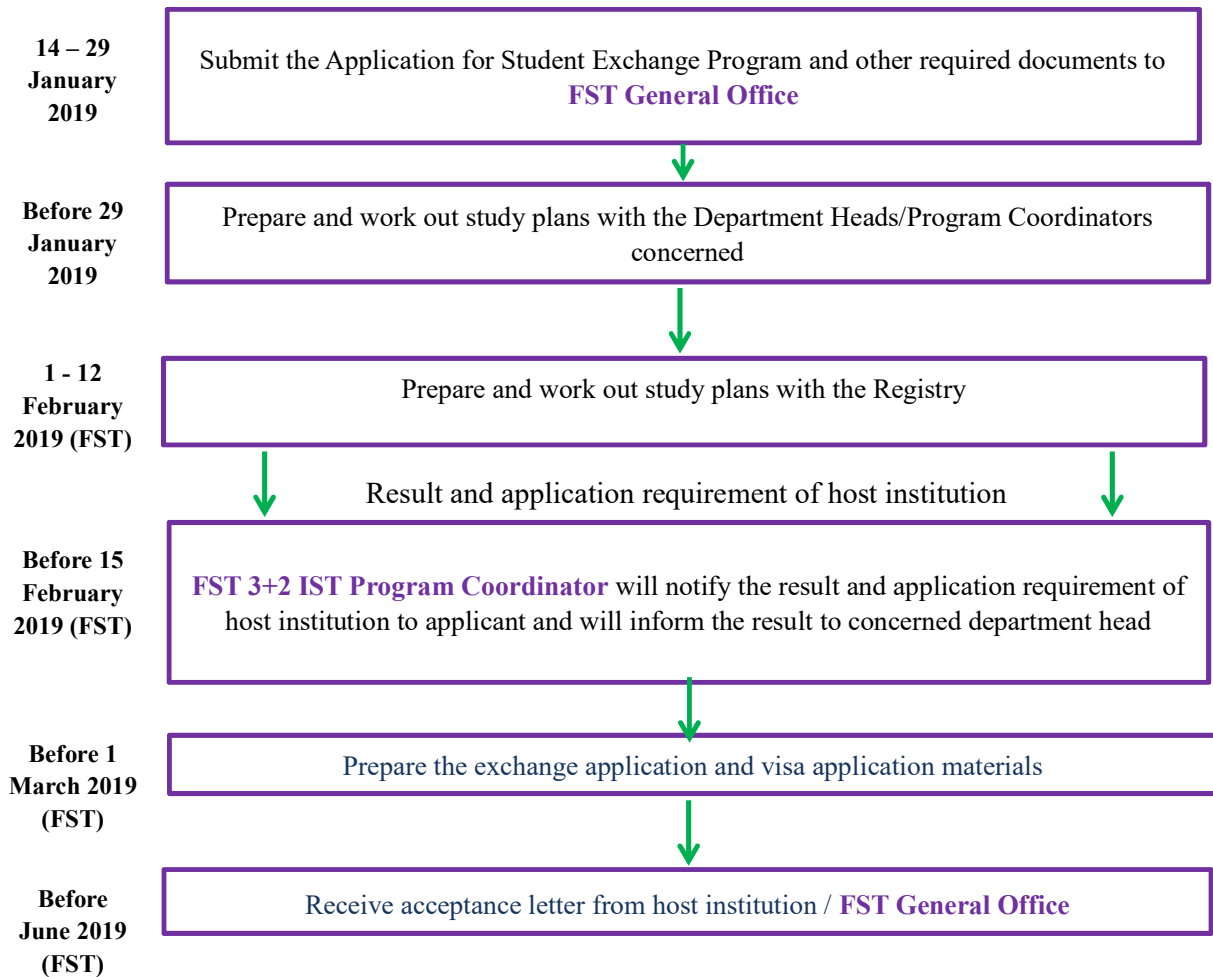 14 – 29
January
2019
Submit the Application for Student Exchange Program and other required documents to
FST General Office
Before 29
January
2019
Prepare and work out study plans with the Department Heads/Program Coordinators
concerned
1 - 12
February
2019 (FST)
Prepare and work out study plans with the Registry
Result and application requirement of host institution
Before 15
February
2019 (FST)
FST 3+2 IST Program Coordinator will notify the result and application requirement of
host institution to applicant and will inform the result to concerned department head
Before 1
March 2019
(FST)
Prepare the exchange application and visa application materials
Before
June 2019
(FST)
Receive acceptance letter from host institution / FST General Office